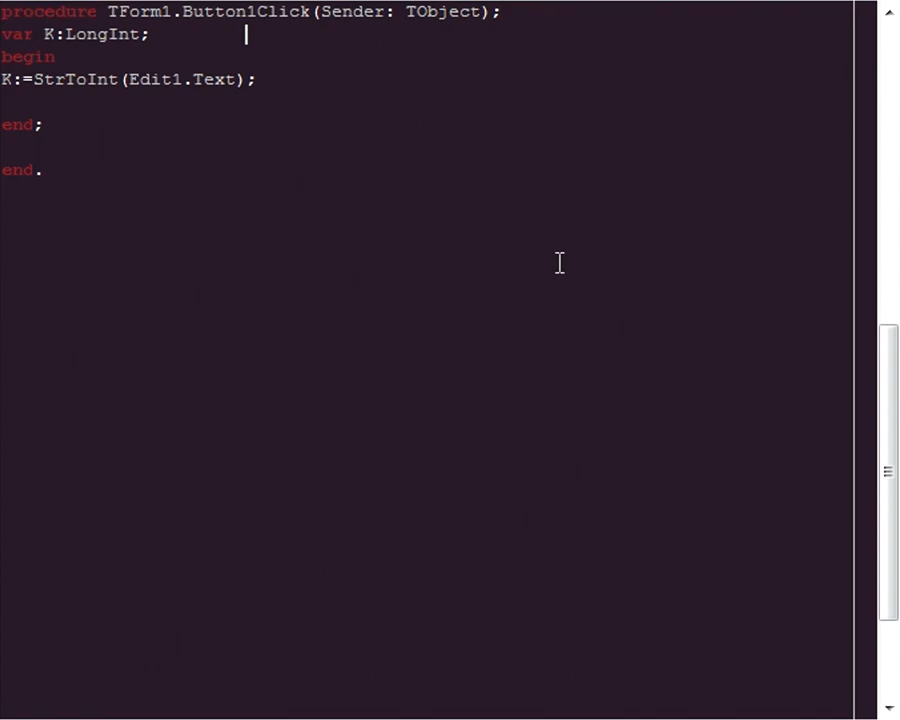 procedure TForm1.Button1Click(Sender: TObject);
var K:LongInt;
begin
K:=StrToInt(Edit1.Text);
end;
end.